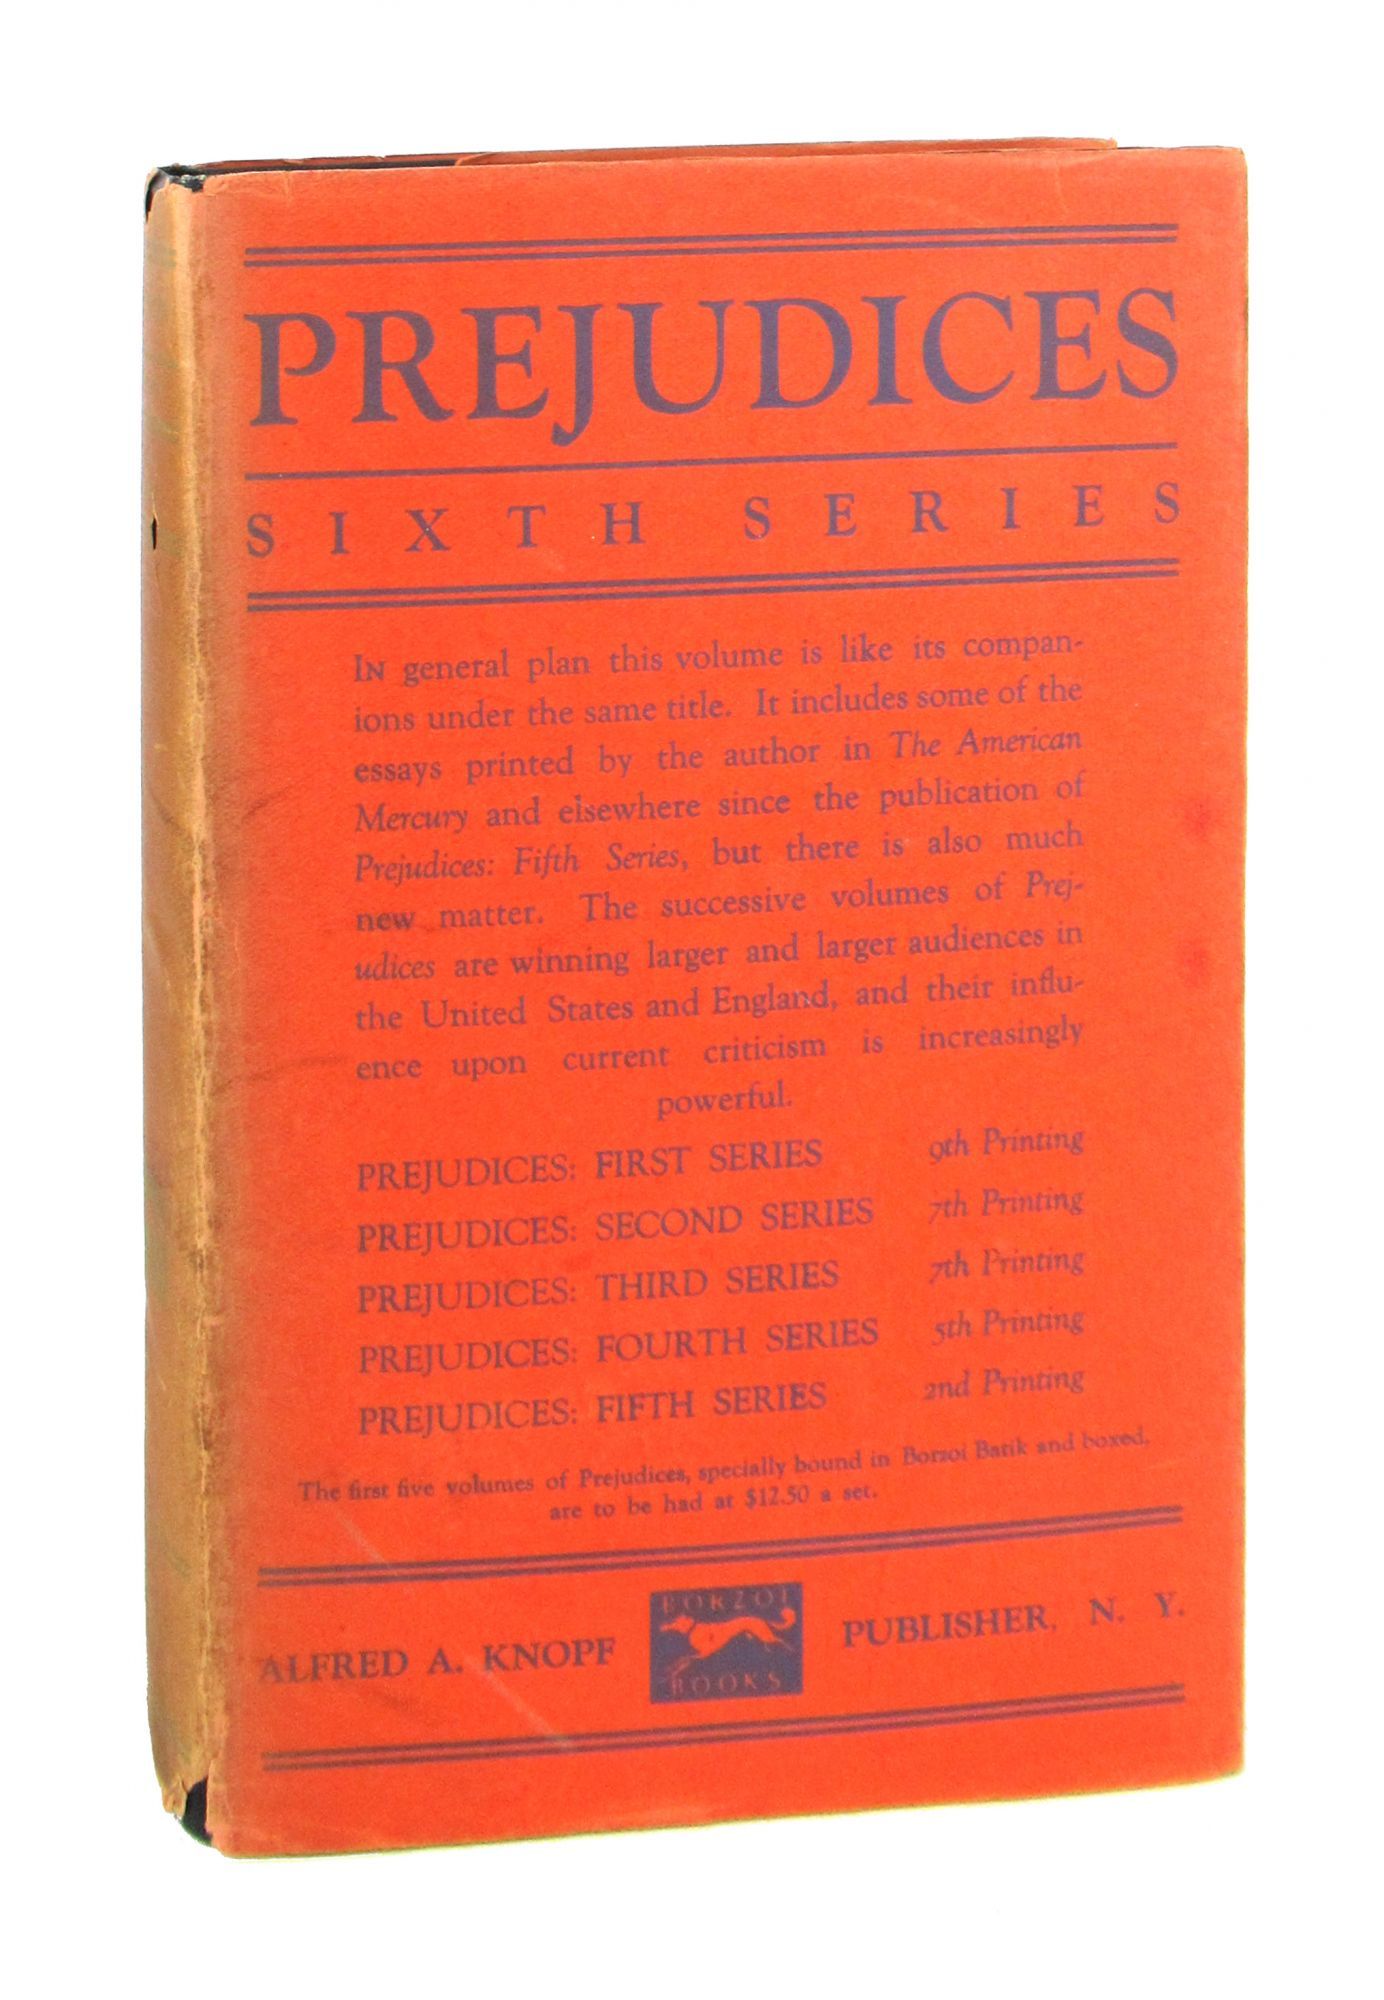 PREJUDICES
SIXTH SERIES
IN general plan this volume is like its compan-
ions under the same title. It includes some of the
essays printed by the author in The American
Mercury and elsewhere since the publication of
Prejudices: Fifth Series, but there is also much
new matter. The successive volumes of Prej-
udices are winning larger and larger audiences in
the United States and England, and their influ-
ence upon current criticism is increasingly
powerful.
PREJUDICES: FIRST SERIES 9th Printing
PREJUDICES: SECOND SERIES 7th Printing
PREJUDICES: THIRD SERIES 7th Printing
PREJUDICES: FOURTH SERIES 5th Printing
PREJUDICES: FIFTH SERIES 2nd Printing
The first five volumes of Prejudices, specially bound in Borzoi Batik and boxed,
are to be had at $12.50 a set.
ALFRED A. KNOPF BORZOI BOOKS PUBLISHER, N. Y.